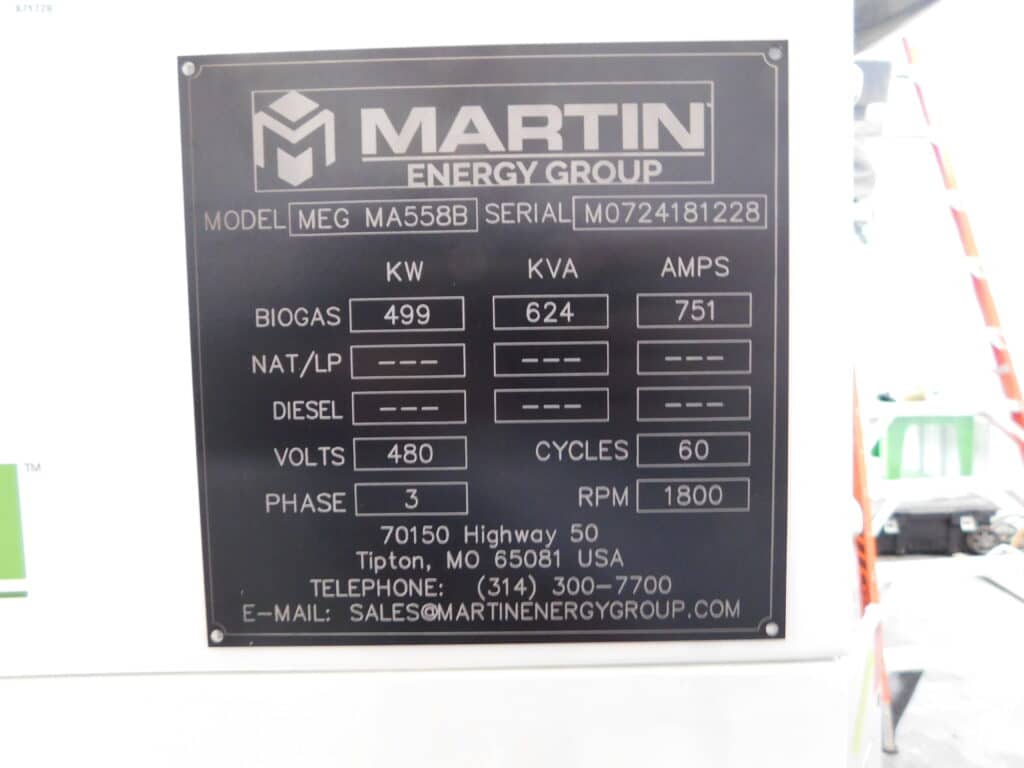 MARTIN
ENERGY GROUP
MODEL MEG MA558B SERIAL M0724181228
KW KVA AMPS
BIOGAS 499 624 751
NAT/LP --- --- ---
DIESEL --- --- ---
VOLTS 480 CYCLES 60
PHASE 3 RPM 1800
70150 Highway 50
Tipton, MO 65081 USA
TELEPHONE: (314) 300-7700
E-MAIL: SALES@MARTINENERGYGROUP.COM
TM